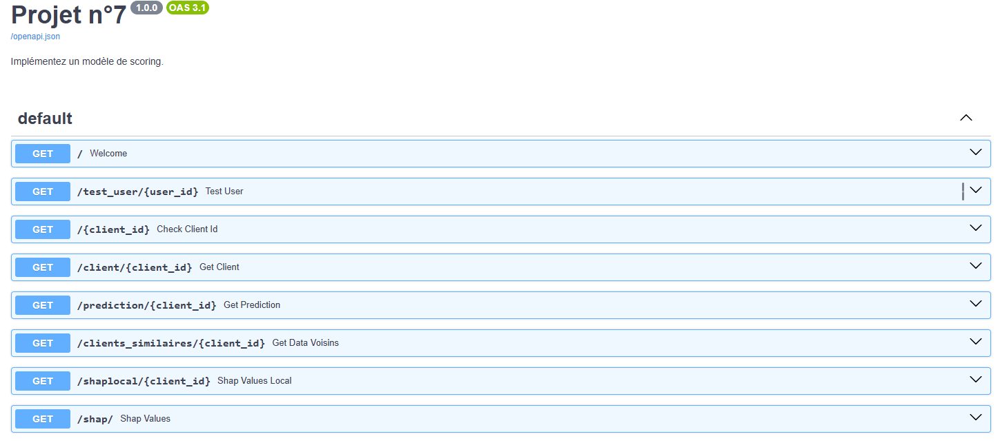 Projet n°7 1.0.0 OAS 3.1
/openapi.json
Implémentez un modèle de scoring.
default
GET / Welcome
GET /test_user/{user_id} Test User
GET /{client_id} Check Client Id
GET /client/{client_id} Get Client
GET /prediction/{client_id} Get Prediction
GET /clients_similaires/{client_id} Get Data Voisins
GET /shaplocal/{client_id} Shap Values Local
GET /shap/ Shap Values